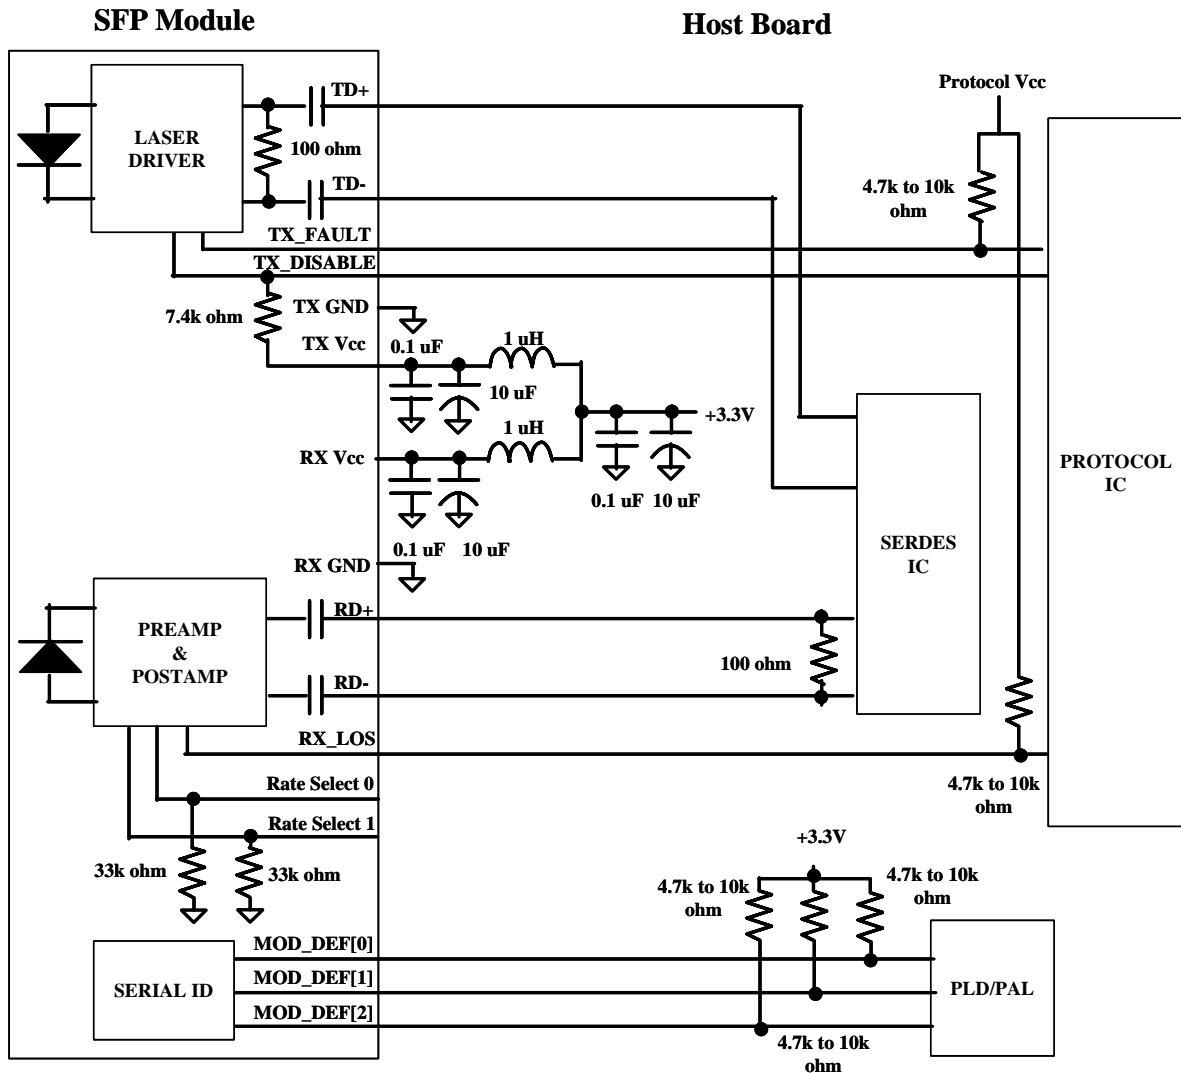 SFP Module
Host Board
LASER
DRIVER
TD+
100 ohm
TD-
TX_FAULT
TX_DISABLE
7.4k ohm
TX GND
TX Vcc
0.1 uF
1 uH
10 uF
+3.3V
1 uH
RX Vcc
0.1 uF
10 uF
0.1 uF
10 uF
RX GND
Protocol Vcc
4.7k to 10k
ohm
PROTOCOL
IC
SERDES
IC
PREAMP
&
POSTAMP
RD+
100 ohm
RD-
RX_LOS
4.7k to 10k
ohm
Rate Select 0
Rate Select 1
33k ohm
33k ohm
+3.3V
4.7k to 10k
ohm
4.7k to 10k
ohm
SERIAL ID
MOD_DEF[0]
MOD_DEF[1]
MOD_DEF[2]
PLD/PAL
4.7k to 10k
ohm